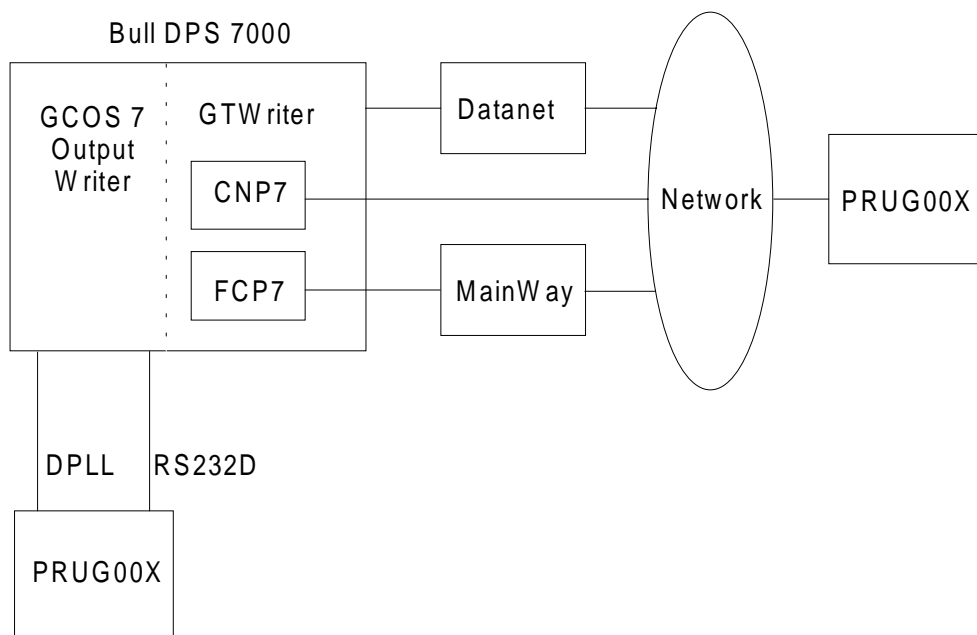 Bull DPS 7000
GCOS 7
Output
Writer
GTWriter
CNP7
FCP7
Datanet
MainWay
Network
PRUG00X
DPLL
RS232D
PRUG00X